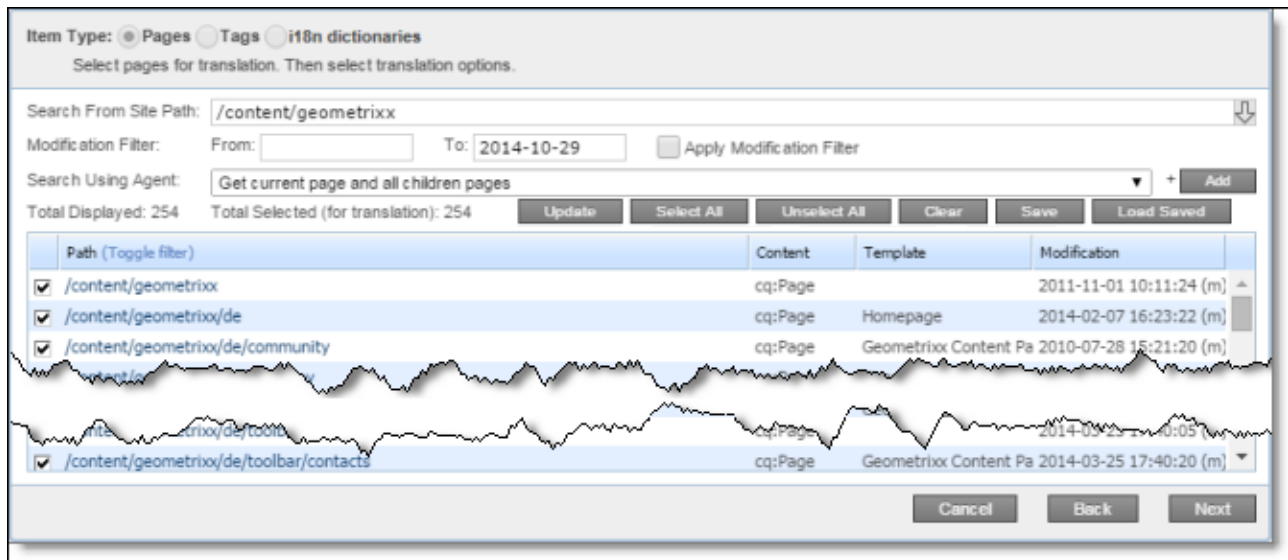 Item Type: Pages Tags i18n dictionaries
Select pages for translation. Then select translation options.
Search From Site Path: /content/geometrixx
Modification Filter: From: To: 2014-10-29 Apply Modification Filter
Search Using Agent: Get current page and all children pages + Add
Total Displayed: 254 Total Selected (for translation): 254 Update Select All Unselect All Clear Save Load Saved
Path (Toggle filter) Content Template Modification
/content/geometrixx cq:Page 2011-11-01 10:11:24 (m)
/content/geometrixx/de cq:Page Homepage 2014-02-07 16:23:22 (m)
/content/geometrixx/de/community cq:Page Geometrixx Content Pa 2010-07-28 15:21:20 (m)
/content/geometrixx/de/toolbar/contacts cq:Page Geometrixx Content Pa 2014-03-25 17:40:20 (m)
Cancel Back Next